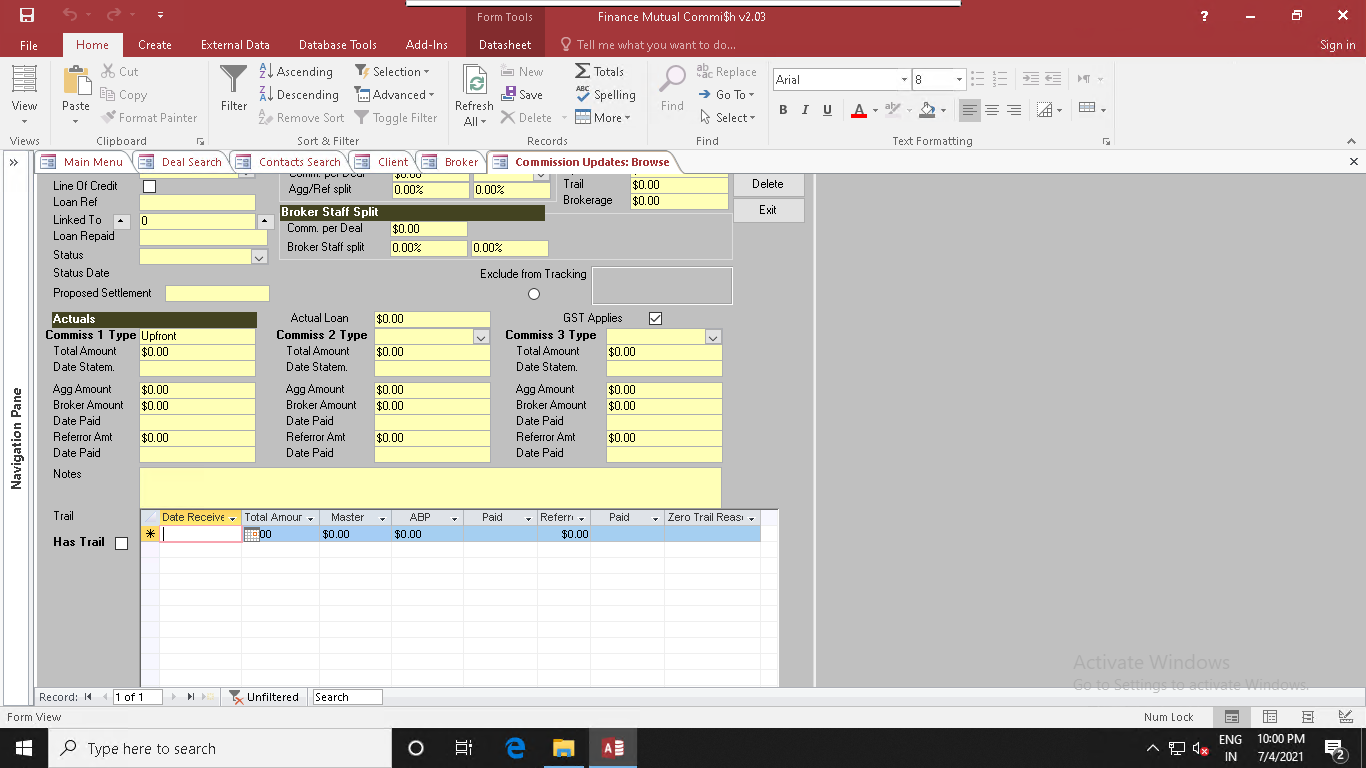 Form Tools
Finance Mutual Commi$h v2.03
?
File
Home
Create
External Data
Database Tools
Add-Ins
Datasheet
Tell me what you want to do...
Sign in
View
Paste
Cut
Copy
Format Painter
Filter
Ascending
Descending
Remove Sort
Selection
Advanced
Toggle Filter
Refresh
All
New
Save
Delete
Totals
Spelling
More
Find
Replace
Go To
Select
Arial
8
B I U A
Views
Clipboard
Sort & Filter
Records
Find
Text Formatting
Main Menu
Deal Search
Contacts Search
Client
Broker
Commission Updates: Browse
Navigation Pane
Line Of Credit
Loan Ref
Linked To 0
Loan Repaid
Status
Status Date
Proposed Settlement
Comm. per Deal $0.00
Agg/Ref split 0.00% 0.00%
Trail $0.00
Brokerage $0.00
Delete
Exit
Broker Staff Split
Comm. per Deal $0.00
Broker Staff split 0.00% 0.00%
Exclude from Tracking
Actuals
Actual Loan $0.00
GST Applies
Commiss 1 Type Upfront Commiss 2 Type Commiss 3 Type
Total Amount $0.00 Total Amount $0.00 Total Amount $0.00
Date Statem. Date Statem. Date Statem.
Agg Amount $0.00 Agg Amount $0.00 Agg Amount $0.00
Broker Amount $0.00 Broker Amount $0.00 Broker Amount $0.00
Date Paid Date Paid Date Paid
Referror Amt $0.00 Referror Amt $0.00 Referror Amt $0.00
Date Paid Date Paid Date Paid
Notes
Trail
Has Trail
Date Receive Total Amour Master ABP Paid Referr Paid Zero Trail Reas
00 $0.00 $0.00 $0.00
Activate Windows
Go to Settings to activate Windows.
Record: 1 of 1 Unfiltered Search
Form View
Num Lock
Type here to search
ENG
IN
10:00 PM
7/4/2021
2